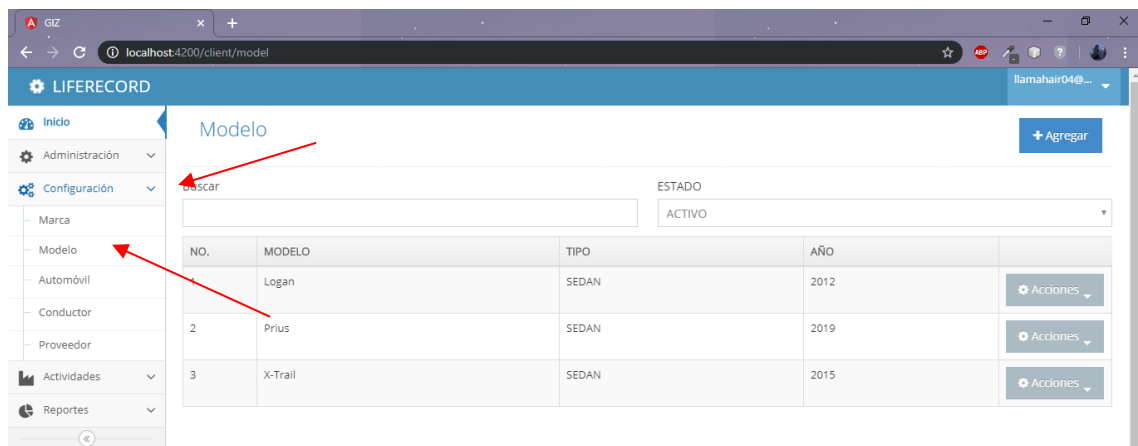 GIZ
localhost:4200/client/model
ABP
LIFERECORD
llamahair04@...
Inicio
Administración
Configuración
Marca
Modelo
Automóvil
Conductor
Proveedor
Actividades
Reportes
Modelo
+ Agregar
Buscar
ESTADO
ACTIVO
NO. MODELO TIPO AÑO
1 Logan SEDAN 2012 Acciones
2 Prius SEDAN 2019 Acciones
3 X-Trail SEDAN 2015 Acciones